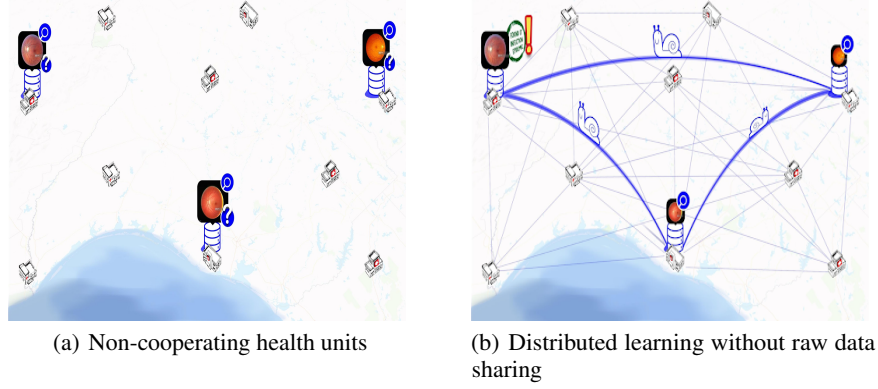 (a) Non-cooperating health units
(b) Distributed learning without raw data
sharing